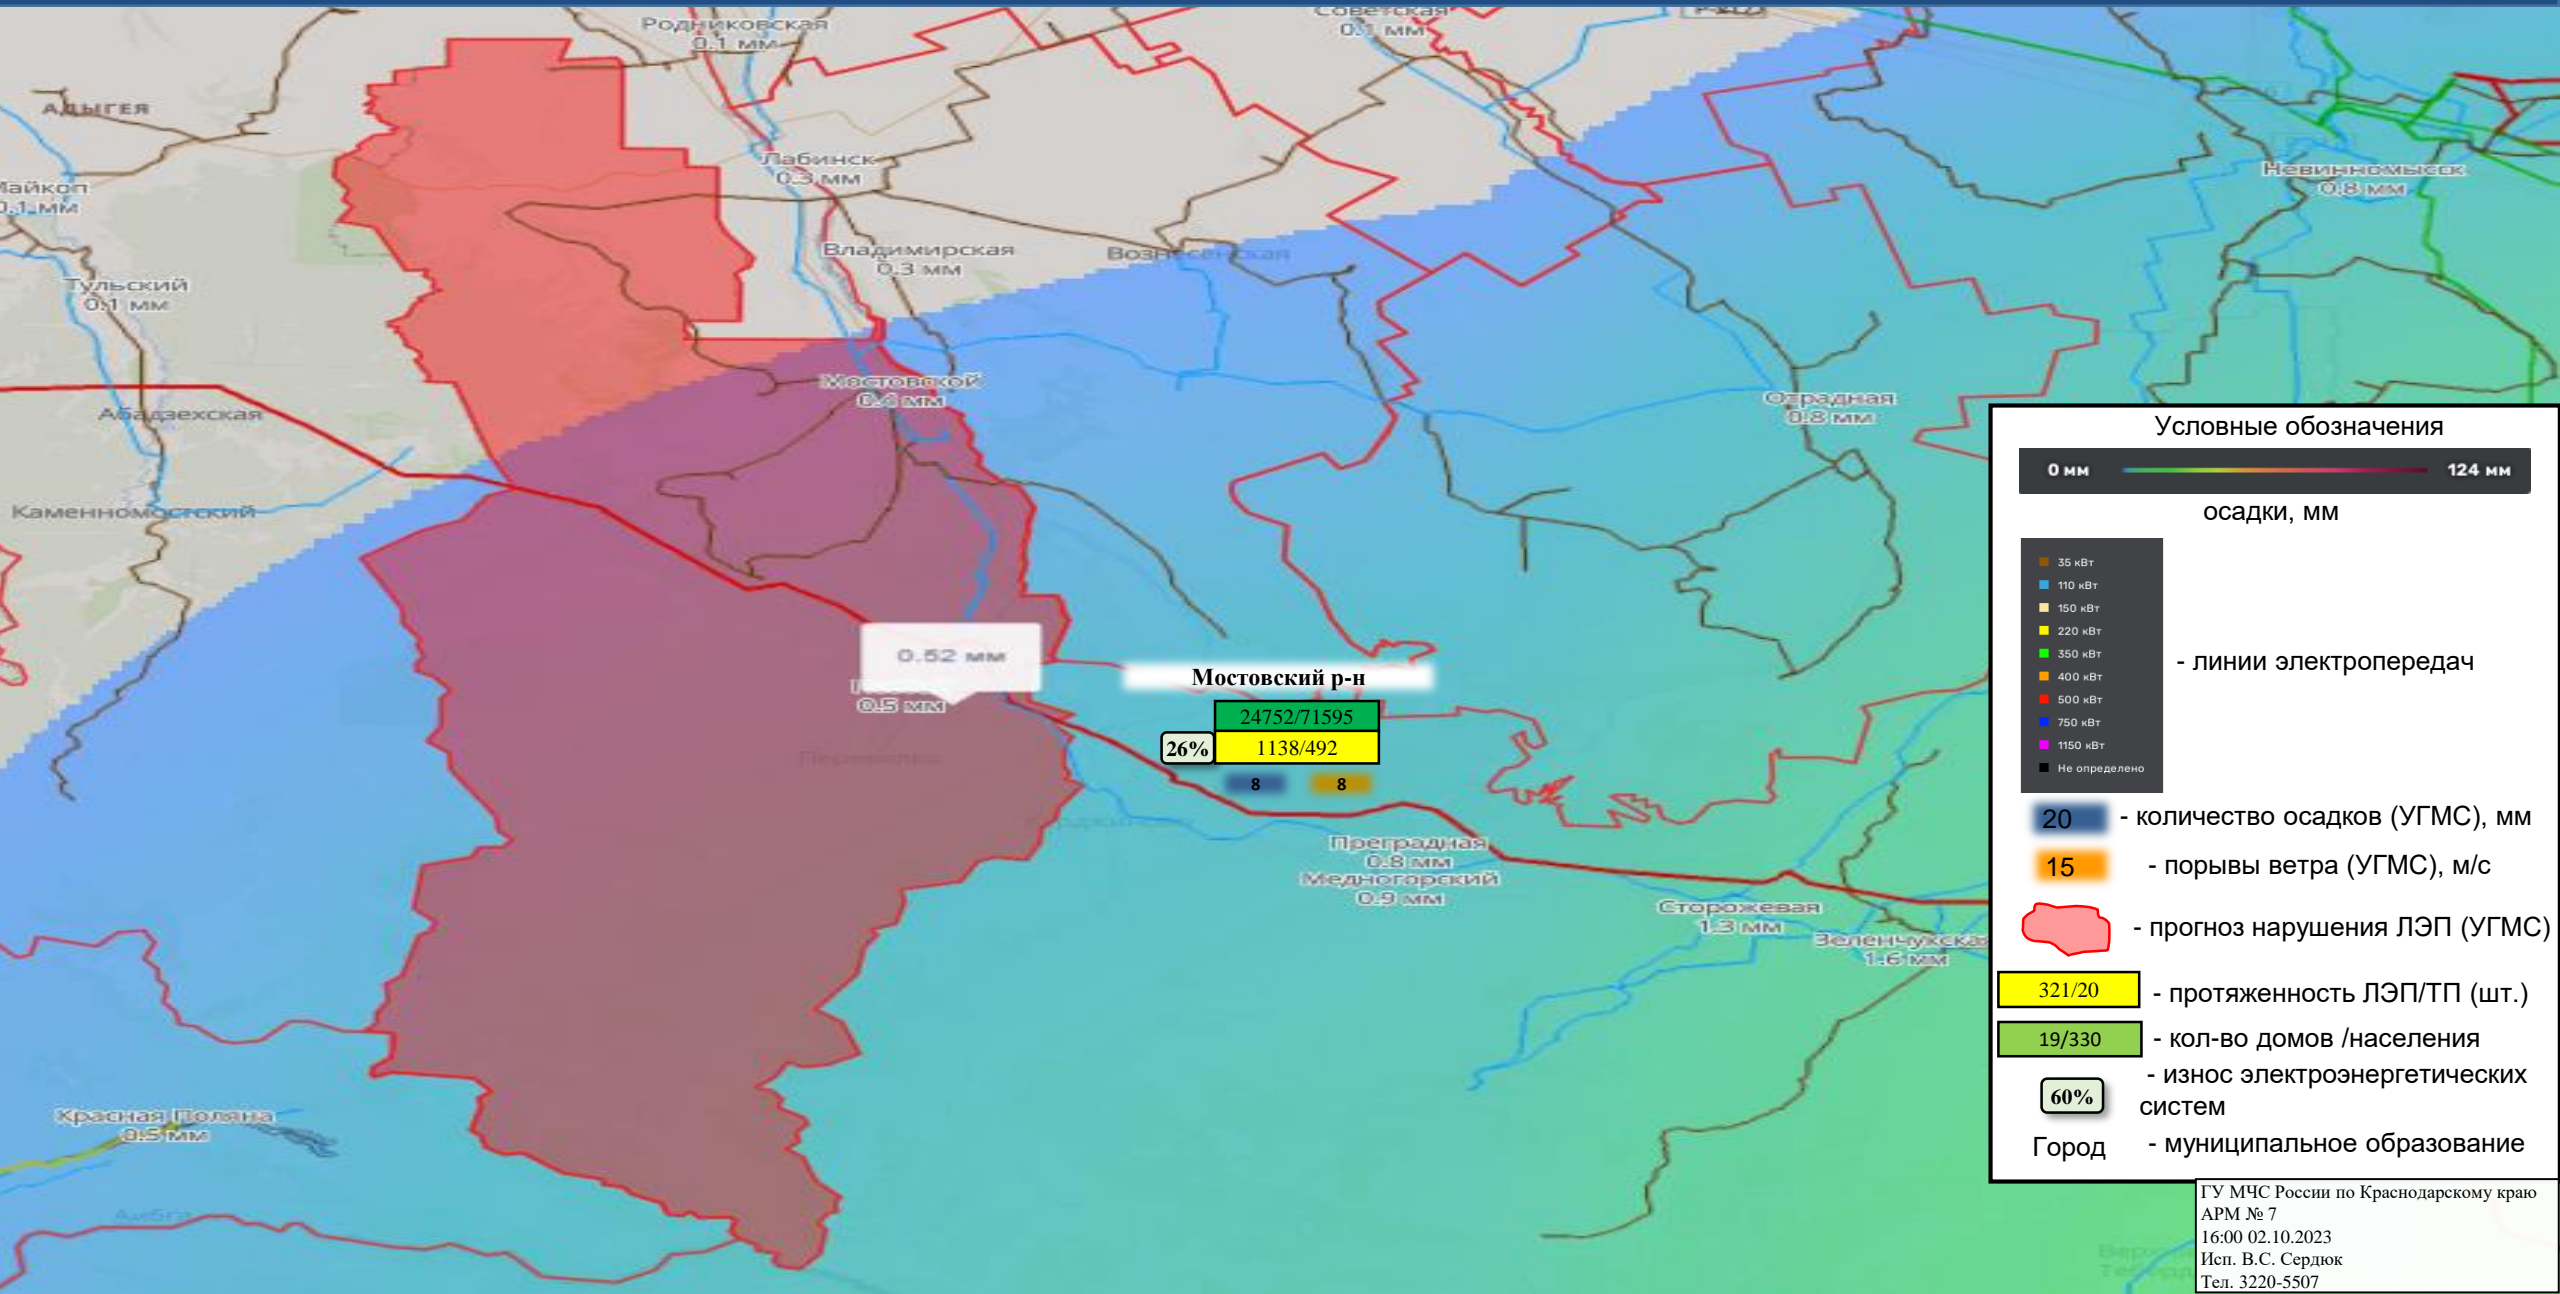 Родниковская
0.1 мм
Советская
0.1 мм
АДЫГЕЯ
Лабинск
0.3 мм
Майкоп
0.1 мм
Невинномысск
0.8 мм
Владимирская
0.3 мм
Вознесенская
Тульский
0.1 мм
Мостовской
0.4 мм
Абадзехская
Отрадная
0.8 мм
Каменномостский
0.52 мм
0.5 мм
Мостовский р-н
24752/71595
26%
1138/492
8
8
Преградная
0.8 мм
Медногорский
0.9 мм
Сторожевая
1.3 мм
Зеленчукская
1.6 мм
Красная Поляна
0.5 мм
Аибга
Условные обозначения
0 мм
124 мм
осадки, мм
35 кВт
110 кВт
150 кВт
220 кВт
350 кВт
400 кВт
500 кВт
750 кВт
1150 кВт
Не определено
- линии электропередач
20 - количество осадков (УГМС), мм
15 - порывы ветра (УГМС), м/с
- прогноз нарушения ЛЭП (УГМС)
321/20 - протяженность ЛЭП/ТП (шт.)
19/330 - кол-во домов /населения
60% - износ электроэнергетических
систем
Город - муниципальное образование
ГУ МЧС России по Краснодарскому краю
АРМ № 7
16:00 02.10.2023
Исп. В.С. Сердюк
Тел. 3220-5507